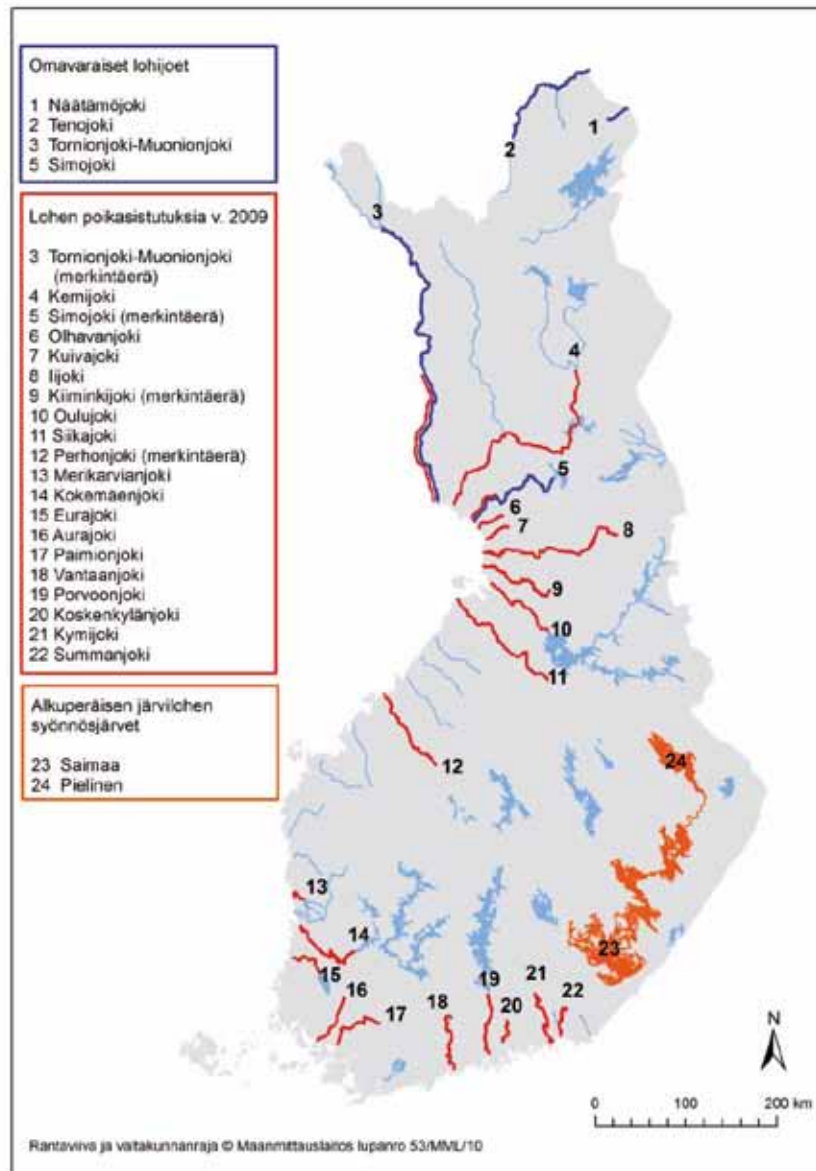 Omavaraiset lohijoet
1 Näätämöjoki
2 Tenojoki
3 Tornionjoki-Muonionjoki
5 Simojoki
Lohen poikasistutuksia v. 2009
3 Tornionjoki-Muonionjoki
(merkintäerä)
4 Kemijoki
5 Simojoki (merkintäerä)
6 Olhavanjoki
7 Kuivajoki
8 Iijoki
9 Kiiminkijoki (merkintäerä)
10 Oulujoki
11 Siikajoki
12 Perhonjoki (merkintäerä)
13 Merikarvianjoki
14 Kokemäenjoki
15 Eurajoki
16 Aurajoki
17 Paimionjoki
18 Vantaanjoki
19 Porvoonjoki
20 Koskenkylänjoki
21 Kymijoki
22 Summanjoki
Alkuperäisen järvilohen
syönnösjärvet
23 Saimaa
24 Pielinen
1
2
3
4
5
6
7
8
9
10
11
12
24
13
14
23
15
16
17
18
19
20
21
22
N
0 100 200 km
Rantaviiva ja valtakunnanraja © Maanmittauslaitos lupanro 53/MML/10